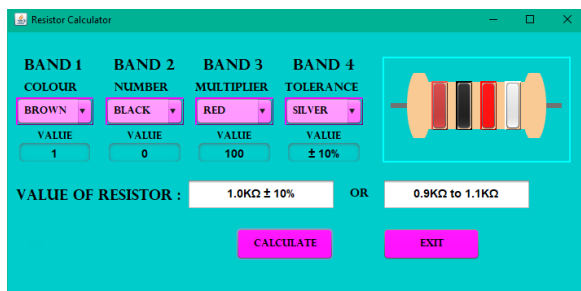 Resistor Calculator
BAND 1 BAND 2 BAND 3 BAND 4
COLOUR NUMBER MULTIPLIER TOLERANCE
BROWN BLACK RED SILVER
VALUE VALUE VALUE VALUE
1 0 100 ± 10%
VALUE OF RESISTOR : 1.0KΩ ± 10% OR 0.9KΩ to 1.1KΩ
CALCULATE EXIT